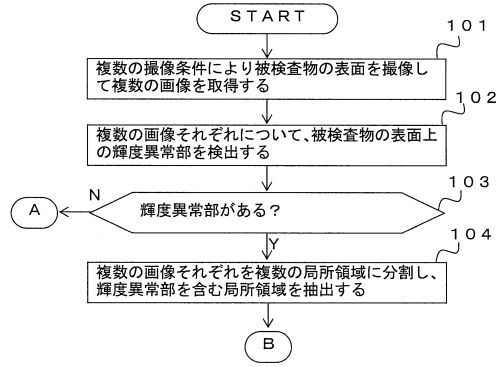 START
101
複数の撮像条件により被検査物の表面を撮像し
て複数の画像を取得する
102
複数の画像それぞれについて、被検査物の表面上
の輝度異常部を検出する
103
N
A
輝度異常部がある?
Y
104
複数の画像それぞれを複数の局所領域に分割し、
輝度異常部を含む局所領域を抽出する
B